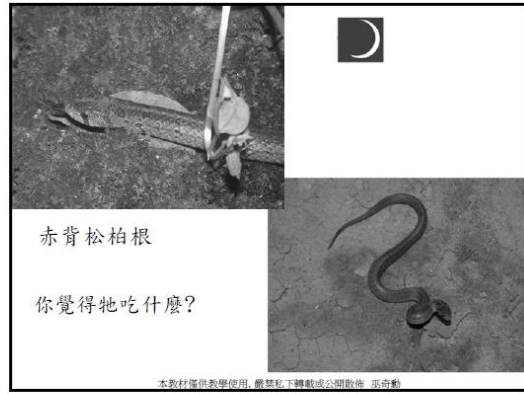 赤背松柏根
你覺得牠吃什麼?
本教材僅供教學使用，嚴禁私下轉載或公開散佈 巫奇勳